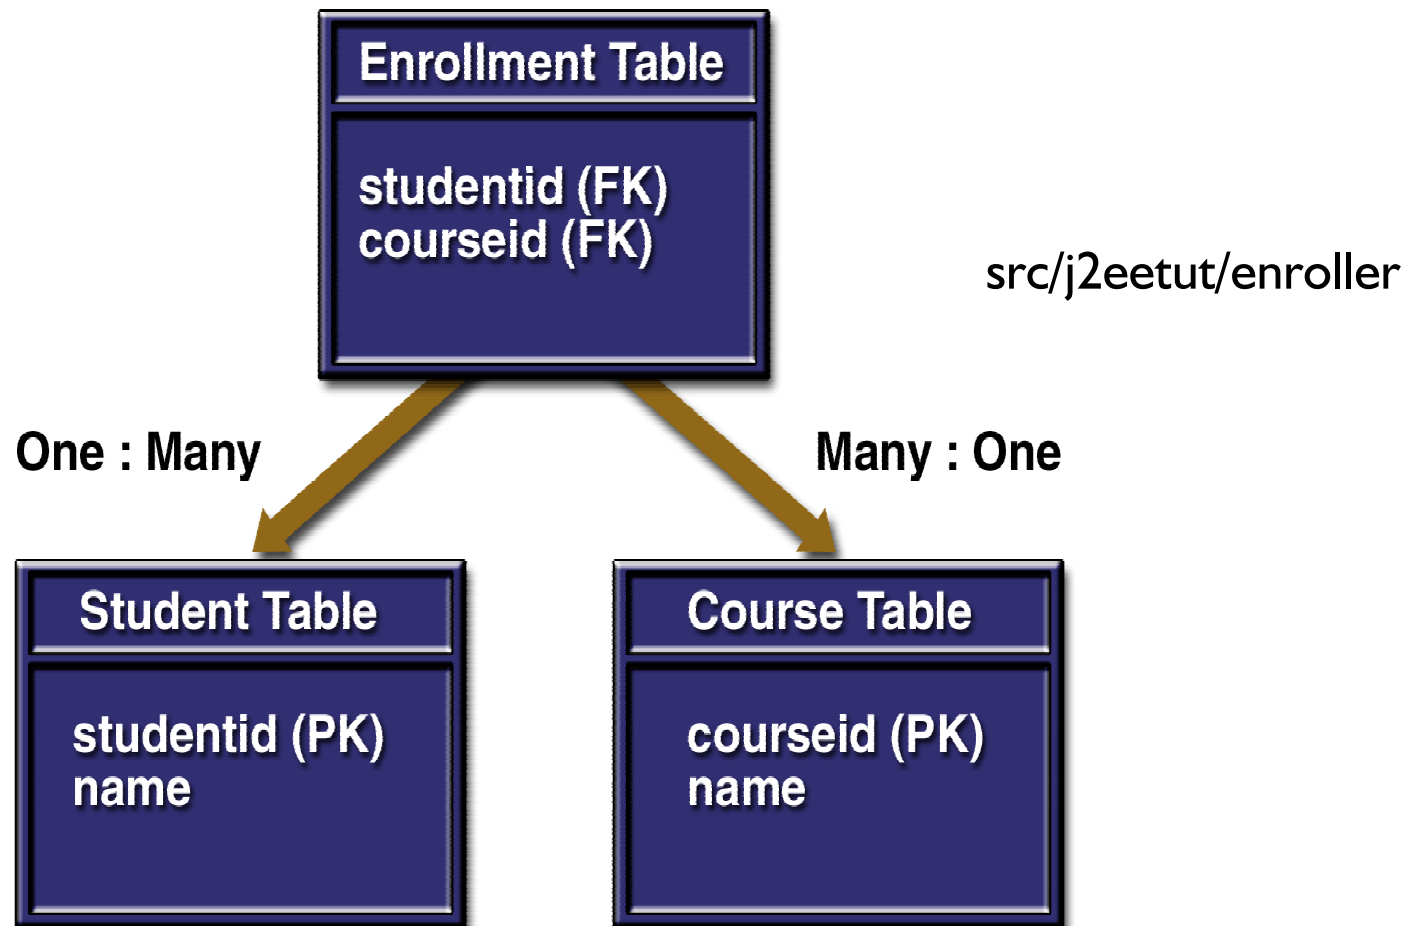 Enrollment Table
studentid (FK)
courseid (FK)
src/j2eetut/enroller
One : Many
Many : One
Student Table
studentid (PK)
name
Course Table
courseid (PK)
name